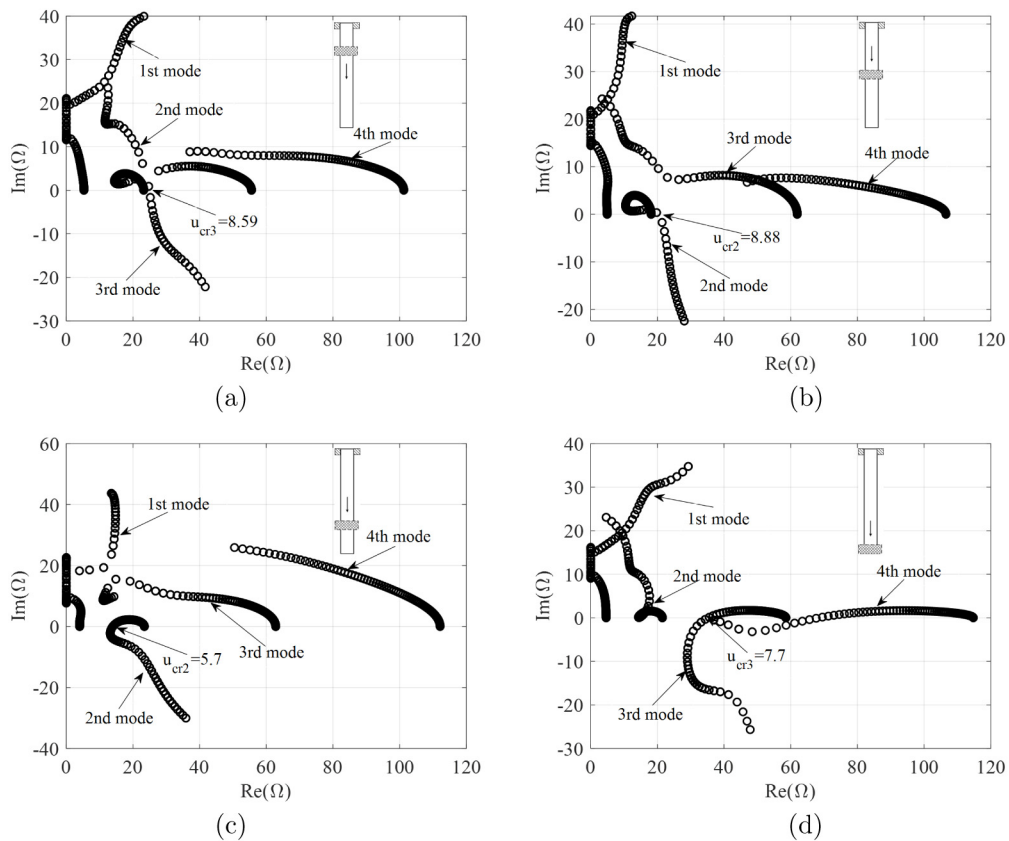 40
30
20
10
0
-10
-20
-30
Im(Ω)
0 20 40 60 80 100 120
Re(Ω)
1st mode
2nd mode
4th mode
u_cr3=8.59
3rd mode
(a)
40
30
20
10
0
-10
-20
Im(Ω)
0 20 40 60 80 100 120
Re(Ω)
1st mode
3rd mode
4th mode
u_cr2=8.88
2nd mode
(b)
60
40
20
0
-20
-40
Im(Ω)
0 20 40 60 80 100 120
Re(Ω)
1st mode
4th mode
3rd mode
u_cr2=5.7
2nd mode
(c)
40
30
20
10
0
-10
-20
-30
Im(Ω)
0 20 40 60 80 100 120
Re(Ω)
1st mode
2nd mode
4th mode
u_cr3=7.7
3rd mode
(d)